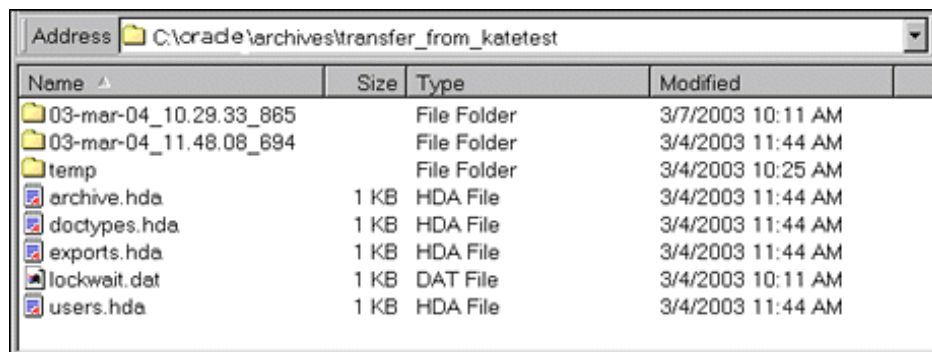 Address C:\oracle\archives\transfer_from_katetest
Name Size Type Modified
03-mar-04_10.29.33_865 File Folder 3/7/2003 10:11 AM
03-mar-04_11.48.08_694 File Folder 3/4/2003 11:44 AM
temp File Folder 3/4/2003 10:25 AM
archive.hda 1 KB HDA File 3/4/2003 11:44 AM
doctypes.hda 1 KB HDA File 3/4/2003 11:44 AM
exports.hda 1 KB HDA File 3/4/2003 11:44 AM
lockwait.dat 1 KB DAT File 3/4/2003 10:11 AM
users.hda 1 KB HDA File 3/4/2003 11:44 AM